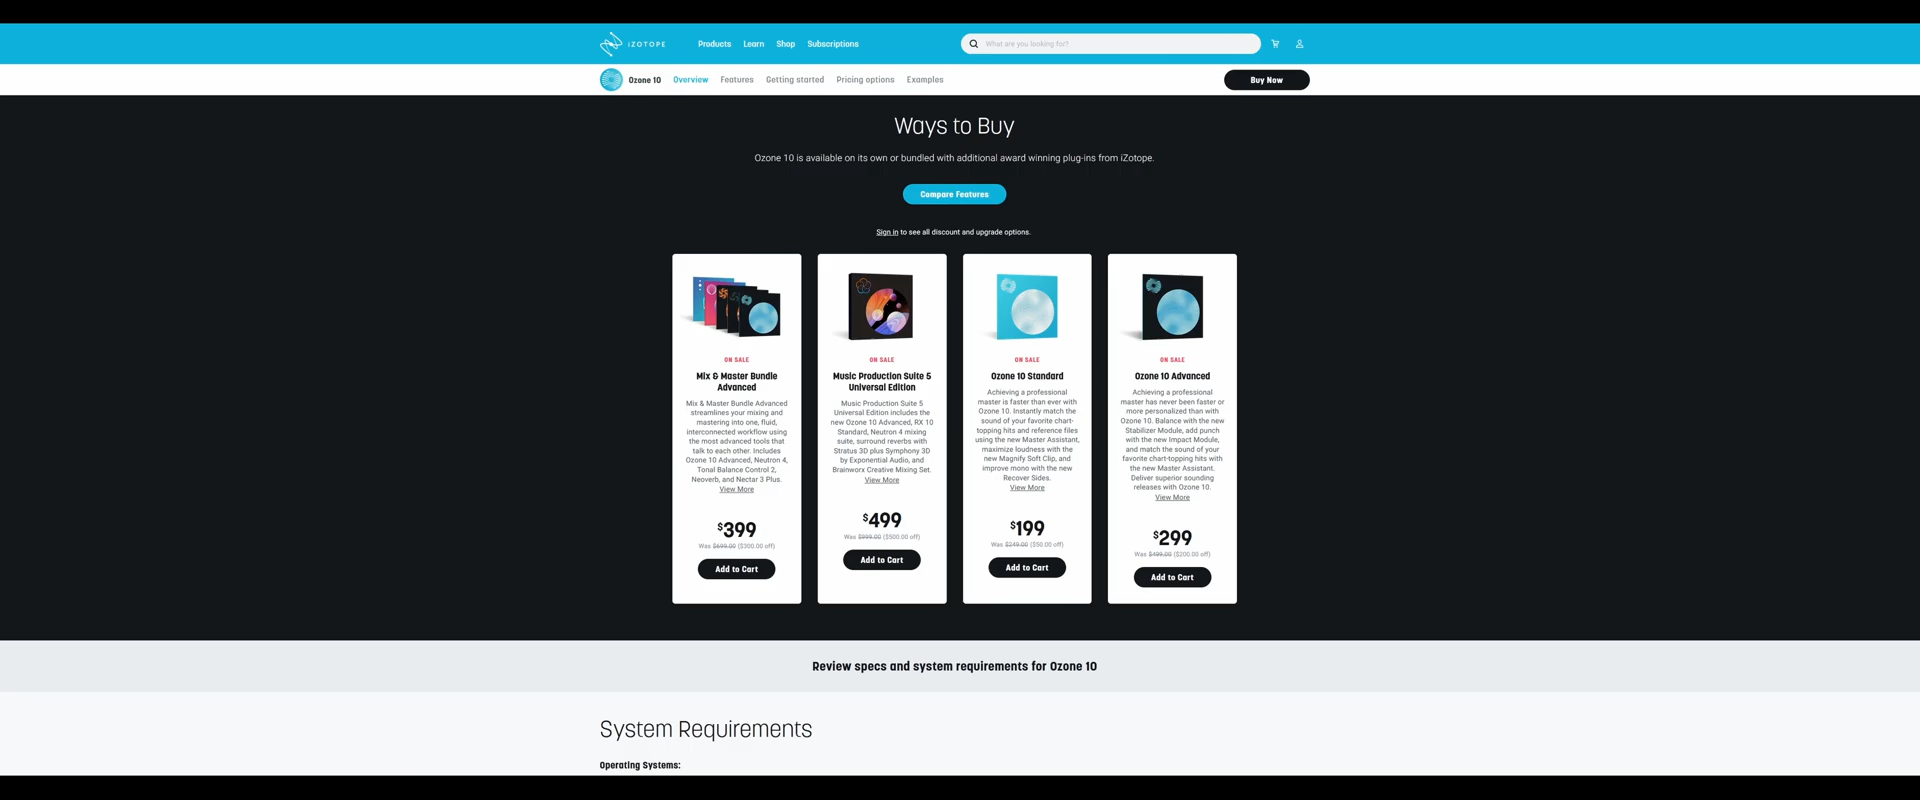 iZOTOPE
Products Learn Shop Subscriptions
What are you looking for?
Ozone 10 Overview Features Getting started Pricing options Examples
Buy Now
Ways to Buy
Ozone 10 is available on its own or bundled with additional award winning plug-ins from iZotope.
Compare Features
Sign in to see all discount and upgrade options.
ON SALE
Mix & Master Bundle
Advanced
Mix & Master Bundle Advanced
streamlines your mixing and
mastering into one, fluid,
interconnected workflow using
the most advanced tools that
talk to each other. Includes
Ozone 10 Advanced, Neutron 4,
Tonal Balance Control 2,
Neoverb, and Nectar 3 Plus.
View More
$399
Was $699.00 ($300.00 off)
Add to Cart
ON SALE
Music Production Suite 5
Universal Edition
Music Production Suite 5
Universal Edition includes the
new Ozone 10 Advanced, RX 10
Standard, Neutron 4 mixing
suite, surround reverbs with
Stratus 3D plus Symphony 3D
by Exponential Audio, and
Brainworx Creative Mixing Set.
View More
$499
Was $999.00 ($500.00 off)
Add to Cart
ON SALE
Ozone 10 Standard
Achieving a professional
master is faster than ever with
Ozone 10. Instantly match the
sound of your favorite chart-
topping hits and reference files
using the new Master Assistant,
maximize loudness with the
new Magnify Soft Clip, and
improve mono with the new
Recover Sides.
View More
$199
Was $249.00 ($50.00 off)
Add to Cart
ON SALE
Ozone 10 Advanced
Achieving a professional
master has never been faster or
more personalized than with
Ozone 10. Balance with the new
Stabilizer Module, add punch
with the new Impact Module,
and match the sound of your
favorite chart-topping hits with
the new Master Assistant.
Deliver superior sounding
releases with Ozone 10.
View More
$299
Was $499.00 ($200.00 off)
Add to Cart
Review specs and system requirements for Ozone 10
System Requirements
Operating Systems: